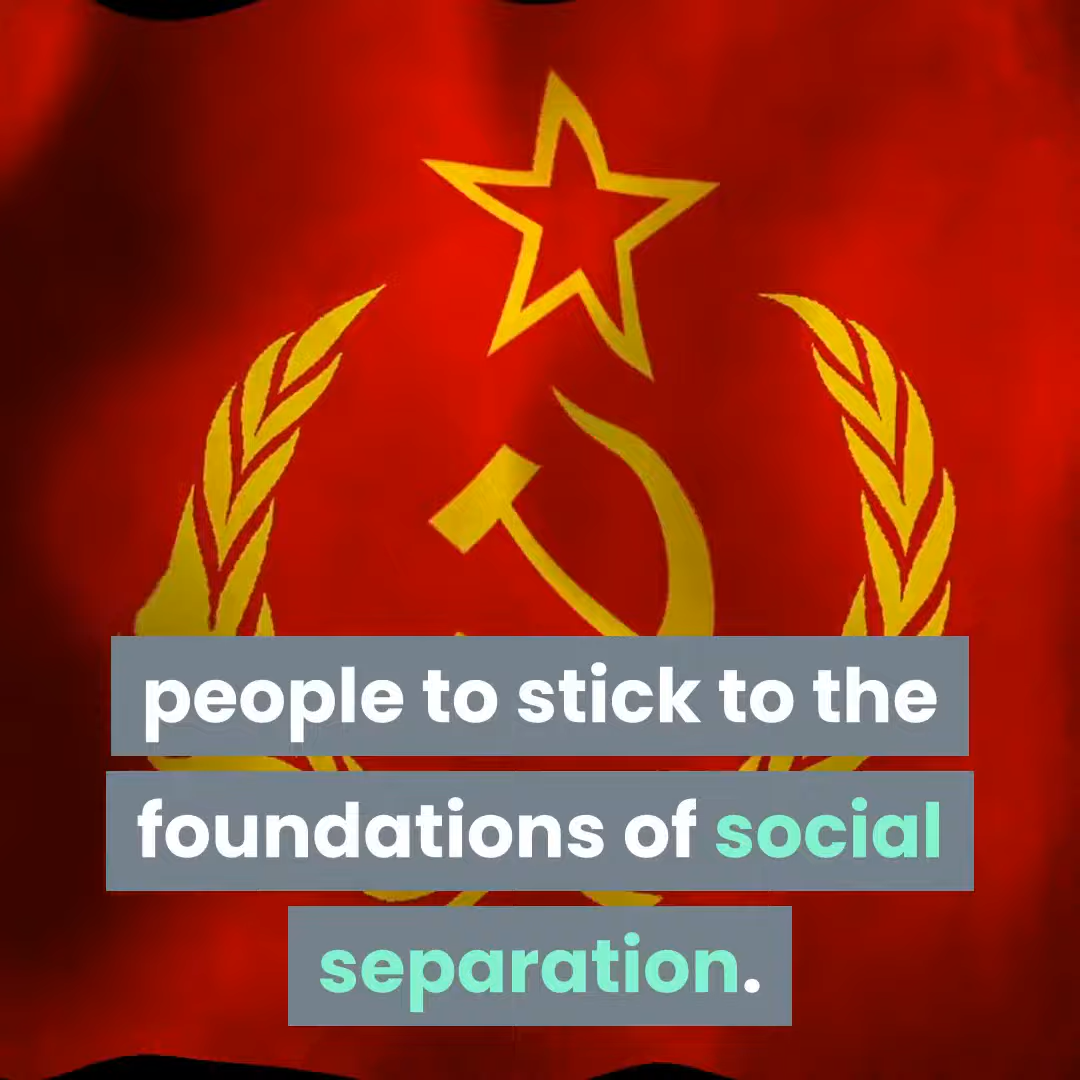 people to stick to the
foundations of social
separation.